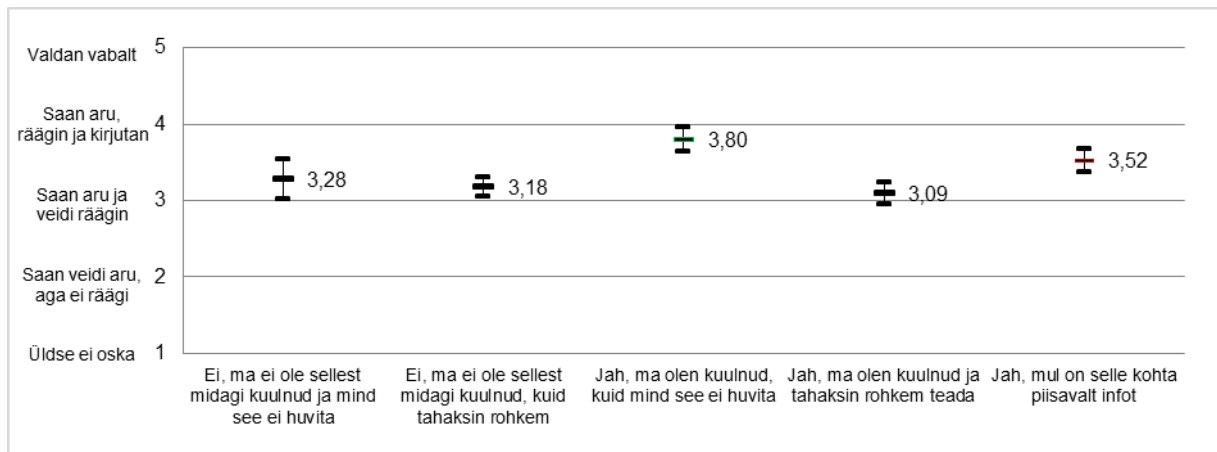 Valdan vabalt 5
Saan aru,
räägin ja kirjutan 4
Saan aru ja
veidi räägin 3
Saan veidi aru,
aga ei räägi 2
Üldse ei oska 1
3,28
3,18
3,80
3,09
3,52
Ei, ma ei ole sellest
midagi kuulnud ja mind
see ei huvita
Ei, ma ei ole sellest
midagi kuulnud, kuid
tahaksin rohkem
Jah, ma olen kuulnud,
kuid mind see ei huvita
Jah, ma olen kuulnud ja
tahaksin rohkem teada
Jah, mul on selle kohta
piisavalt infot